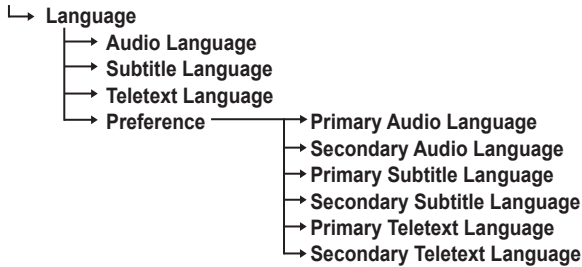 Language
Audio Language
Subtitle Language
Teletext Language
Preference
Primary Audio Language
Secondary Audio Language
Primary Subtitle Language
Secondary Subtitle Language
Primary Teletext Language
Secondary Teletext Language